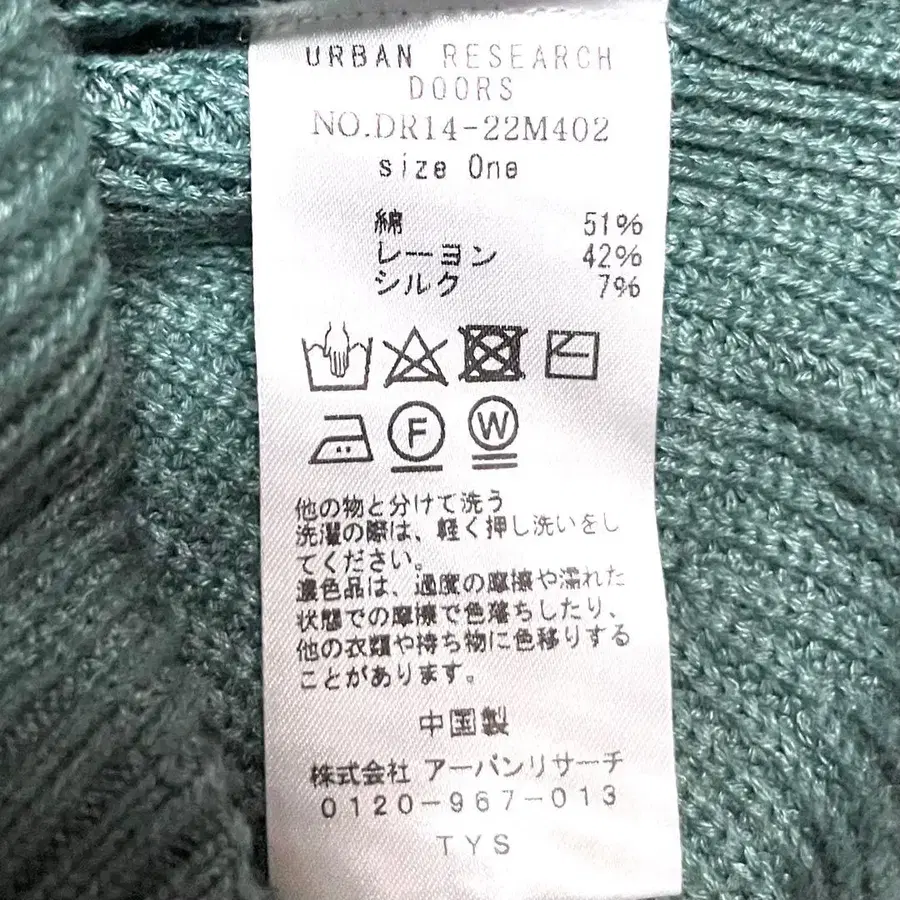 URBAN RESEARCH
DOORS
NO.DR14-22M402
size One
綿 51%
レーヨン 42%
シルク 7%
F W
他の物と分けて洗う
洗濯の際は、軽く押し洗いをし
てください。
濃色品は、過度の摩擦や濡れた
状態での摩擦で色落ちしたり、
他の衣類や持ち物に色移りする
ことがあります。
中国製
株式会社 アーバンリサーチ
0120-967-013
TYS